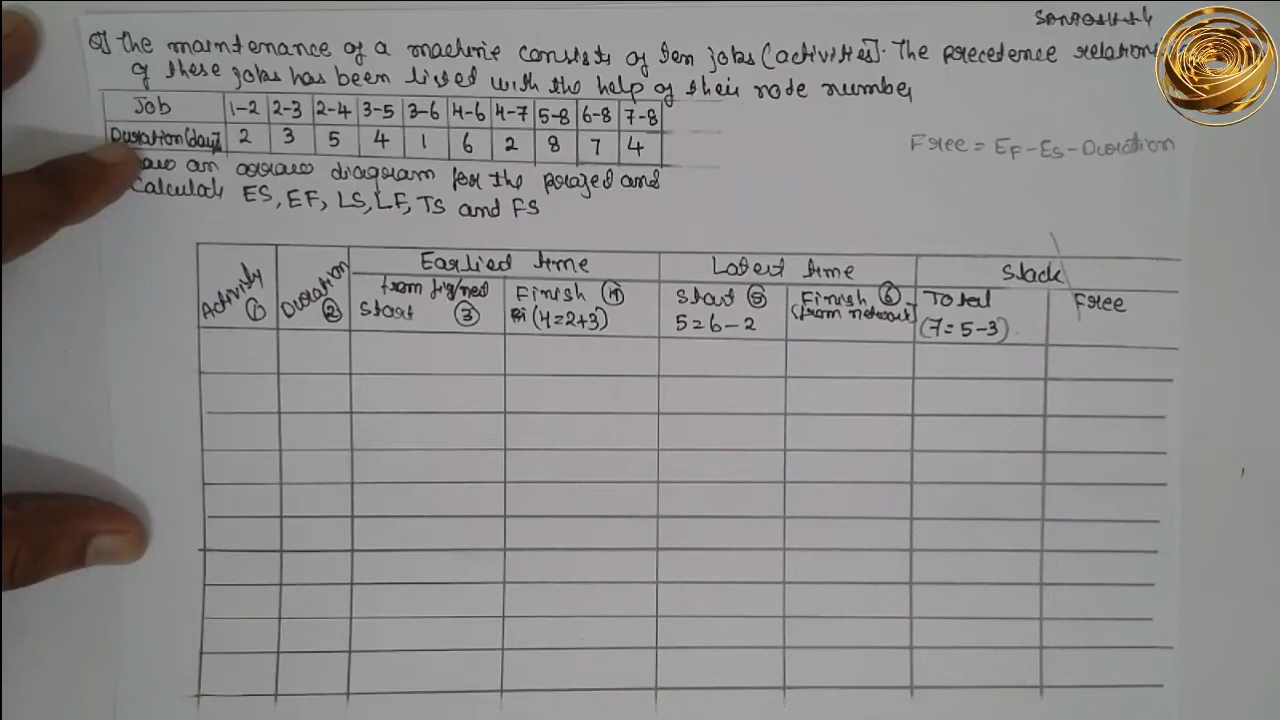 Q] The maintenance of a machine consists of ten jobs (activities]. The precedence relations
of these jobs has been listed with the help of their node number
Job 1-2 2-3 2-4 3-5 3-6 4-6 4-7 5-8 6-8 7-8
Duration(days) 2 3 5 4 1 6 2 8 7 4
an arrow diagram for the project and
Calculate ES, EF, LS, LF, TS and FS
Free = EF-ES-Duration
Activity ① Duration ② Earliest time Latest time Slack
from fig/ned Start ③ Finish ④ (4=2+3) Start ⑤ 5=6-2 Finish ⑥ (from network) Total (7=5-3) Free